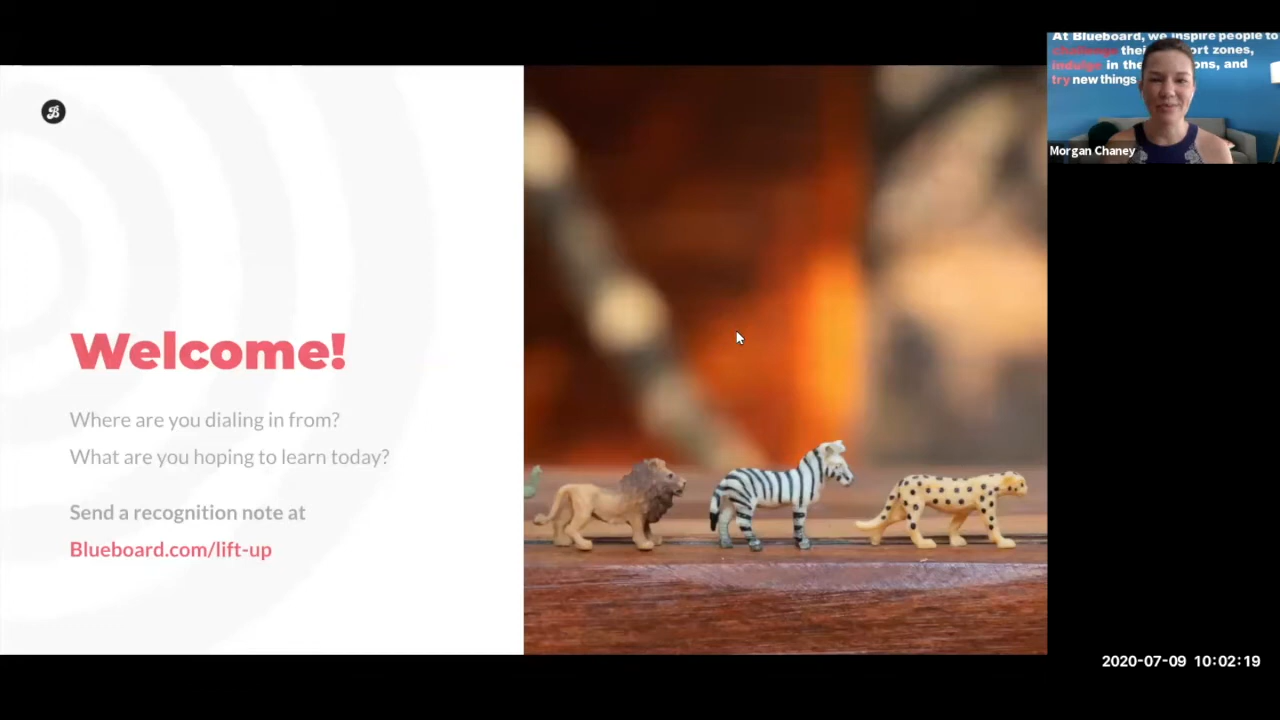 B
Welcome!
Where are you dialing in from?
What are you hoping to learn today?
Send a recognition note at
Blueboard.com/lift-up
At Blueboard, we inspire people to
challenge their zones,
indulge in the and
try new things
Morgan Chaney
2020-07-09 10:02:19